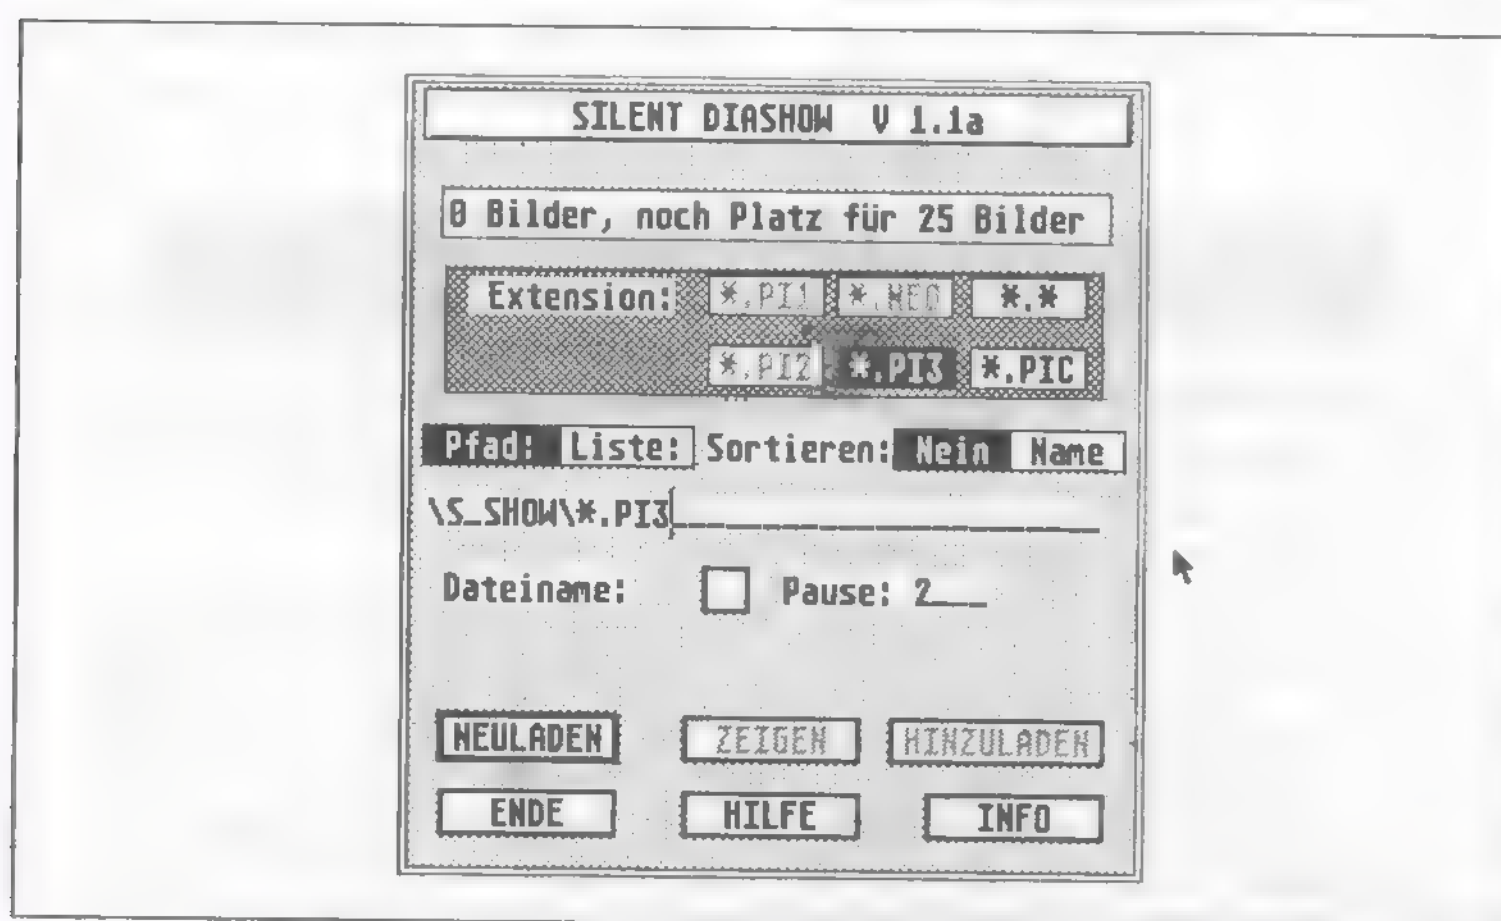 SILENT DIASHOW V 1.1a
0 Bilder, noch Platz für 25 Bilder
Extension: *.PI1 *.NEO *.*
*.PI2 *.PI3 *.PIC
Pfad: Liste: Sortieren: Nein Name
\S_SHOW\*.PI3
Dateiname: Pause: 2
NEULADEN ZEIGEN HINZULADEN
ENDE HILFE INFO